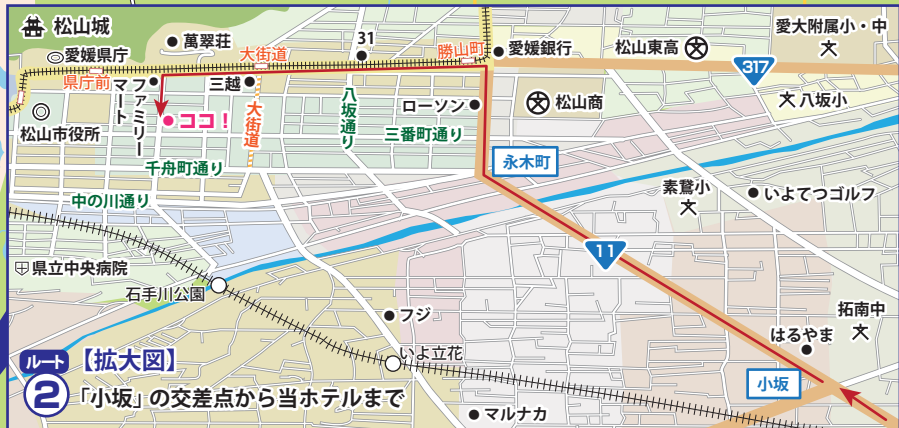 松山城
愛媛県庁
萬翠荘
31
大街道
勝山町
愛媛銀行
松山東高
愛大附属小・中
317
県庁前
ファミリーマート
三越
大街道
八坂通り
ローソン
松山商
八坂小
松山市役所
ココ！
三番町通り
千舟町通り
永木町
中の川通り
素鵞小
いよてつゴルフ
11
県立中央病院
石手川公園
フジ
拓南中
はるやま
いよ立花
小坂
マルナカ
ルート
2
【拡大図】
「小坂」の交差点から当ホテルまで